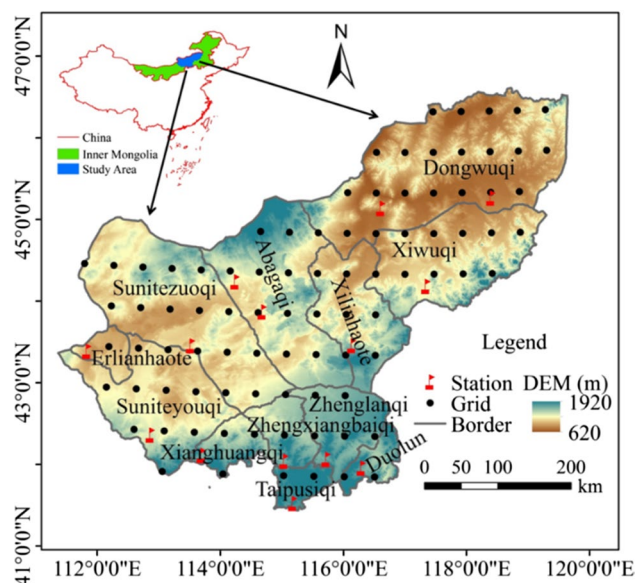 N
China
Inner Mongolia
Study Area
47°0'0"N
45°0'0"N
43°0'0"N
41°0'0"N
Dongwuqi
Xiwuqi
Abagaqi
Sunitezuoqi
Xilinhaote
Erlianhaote
Suniteyouqi
Zhenglanqi
Zhengxiangbaiqi
Xianghuangqi
Duolun
Taipusiqi
Legend
Station
DEM (m)
Grid
1920
Border
620
0 50 100 200
km
112°0'0"E 114°0'0"E 116°0'0"E 118°0'0"E 120°0'0"E